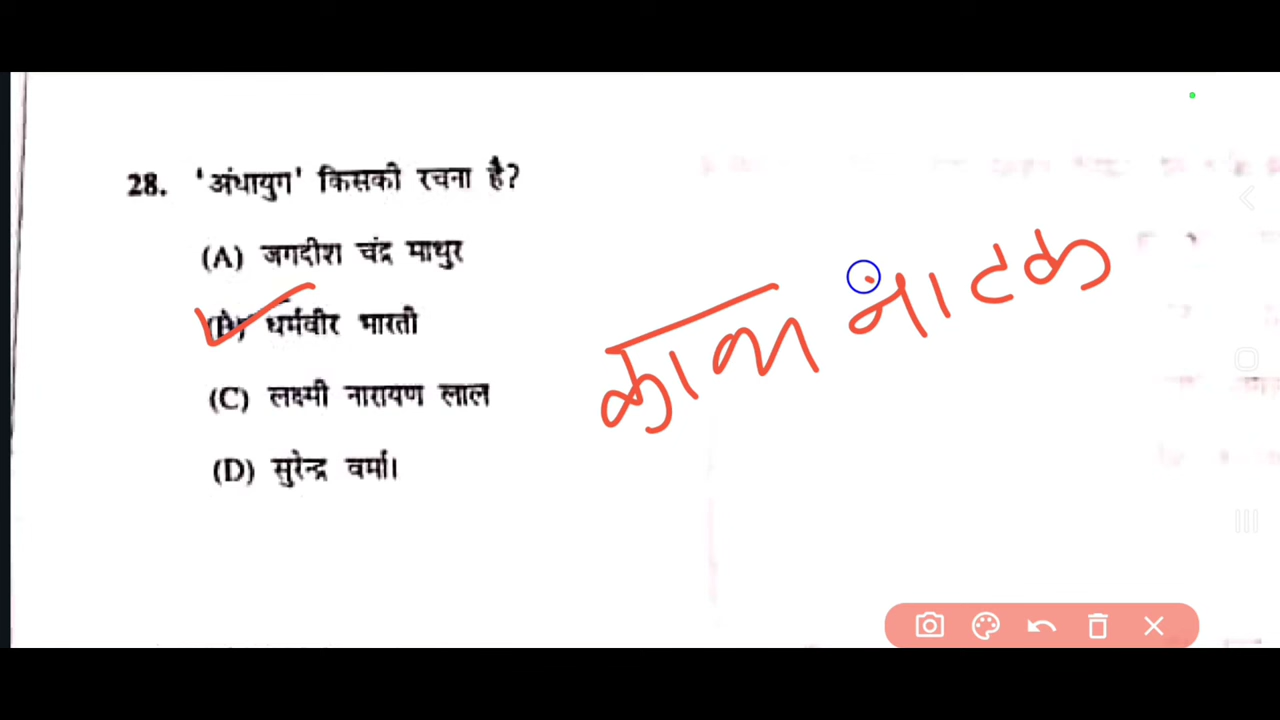 28. 'अंधायुग' किसकी रचना है?
(A) जगदीश चंद्र माथुर
(B) धर्मवीर भारती
(C) लक्ष्मी नारायण लाल
(D) सुरेन्द्र वर्मा।
काव्य नाटक